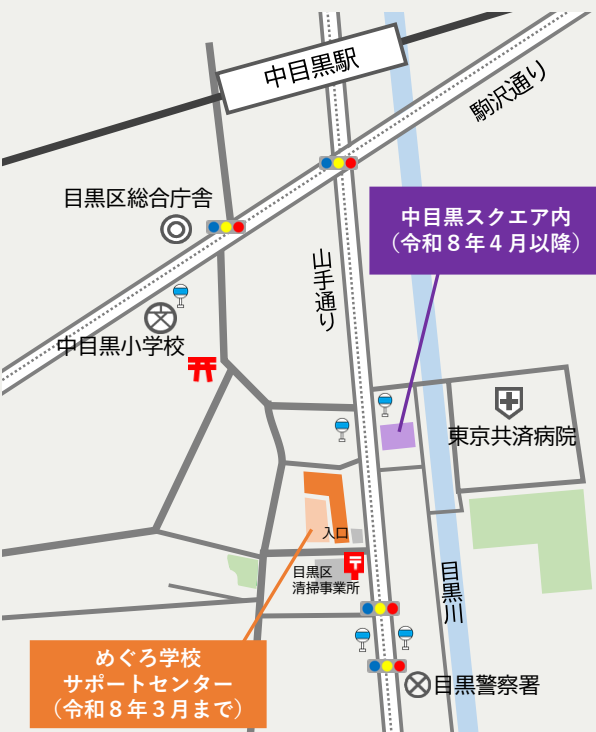 中目黒駅
駒沢通り
目黒区総合庁舎
中目黒スクエア内
（令和８年４月以降）
山手通り
中目黒小学校
東京共済病院
入口
目黒区
清掃事業所
目黒川
めぐろ学校
サポートセンター
（令和８年３月まで）
目黒警察署